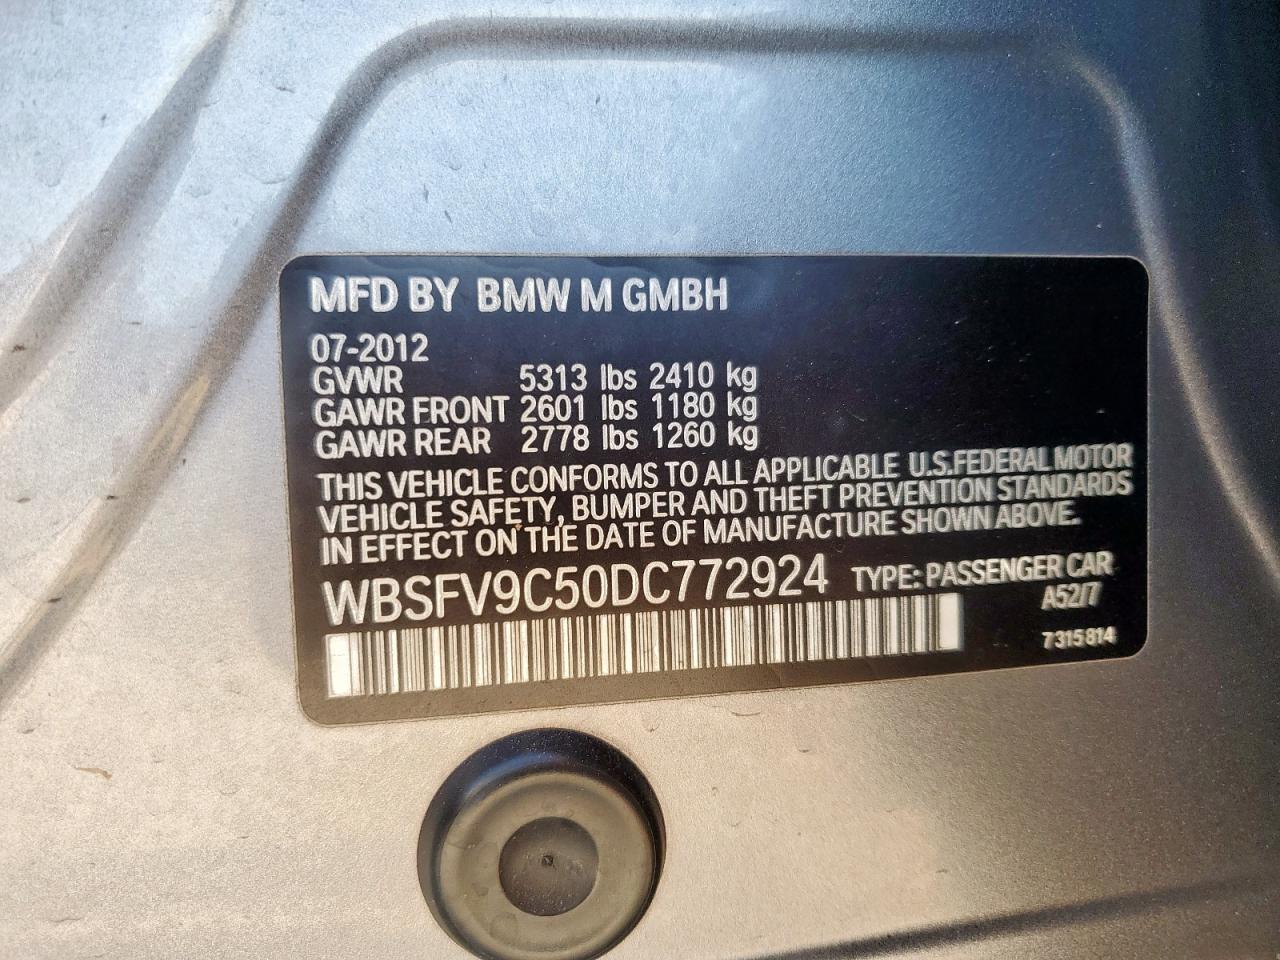 MFD BY BMW M GMBH
07-2012
GVWR 5313 lbs 2410 kg
GAWR FRONT 2601 lbs 1180 kg
GAWR REAR 2778 lbs 1260 kg
THIS VEHICLE CONFORMS TO ALL APPLICABLE U.S.FEDERAL MOTOR
VEHICLE SAFETY, BUMPER AND THEFT PREVENTION STANDARDS
IN EFFECT ON THE DATE OF MANUFACTURE SHOWN ABOVE.
WBSFV9C50DC772924 TYPE: PASSENGER CAR
A52/7
7315814